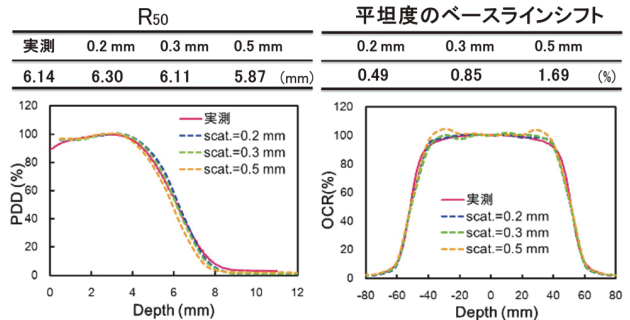 R50
実測 0.2 mm 0.3 mm 0.5 mm
6.14 6.30 6.11 5.87 (mm)
平坦度のベースラインシフト
0.2 mm 0.3 mm 0.5 mm
0.49 0.85 1.69 (%)
120
100
80
60
40
20
0
PDD (%)
実測
scat.=0.2 mm
scat.=0.3 mm
scat.=0.5 mm
0 2 4 6 8 10 12
Depth (mm)
120
100
80
60
40
20
0
OCR(%)
実測
scat.=0.2 mm
scat.=0.3 mm
scat.=0.5 mm
-80 -60 -40 -20 0 20 40 60 80
Depth (mm)